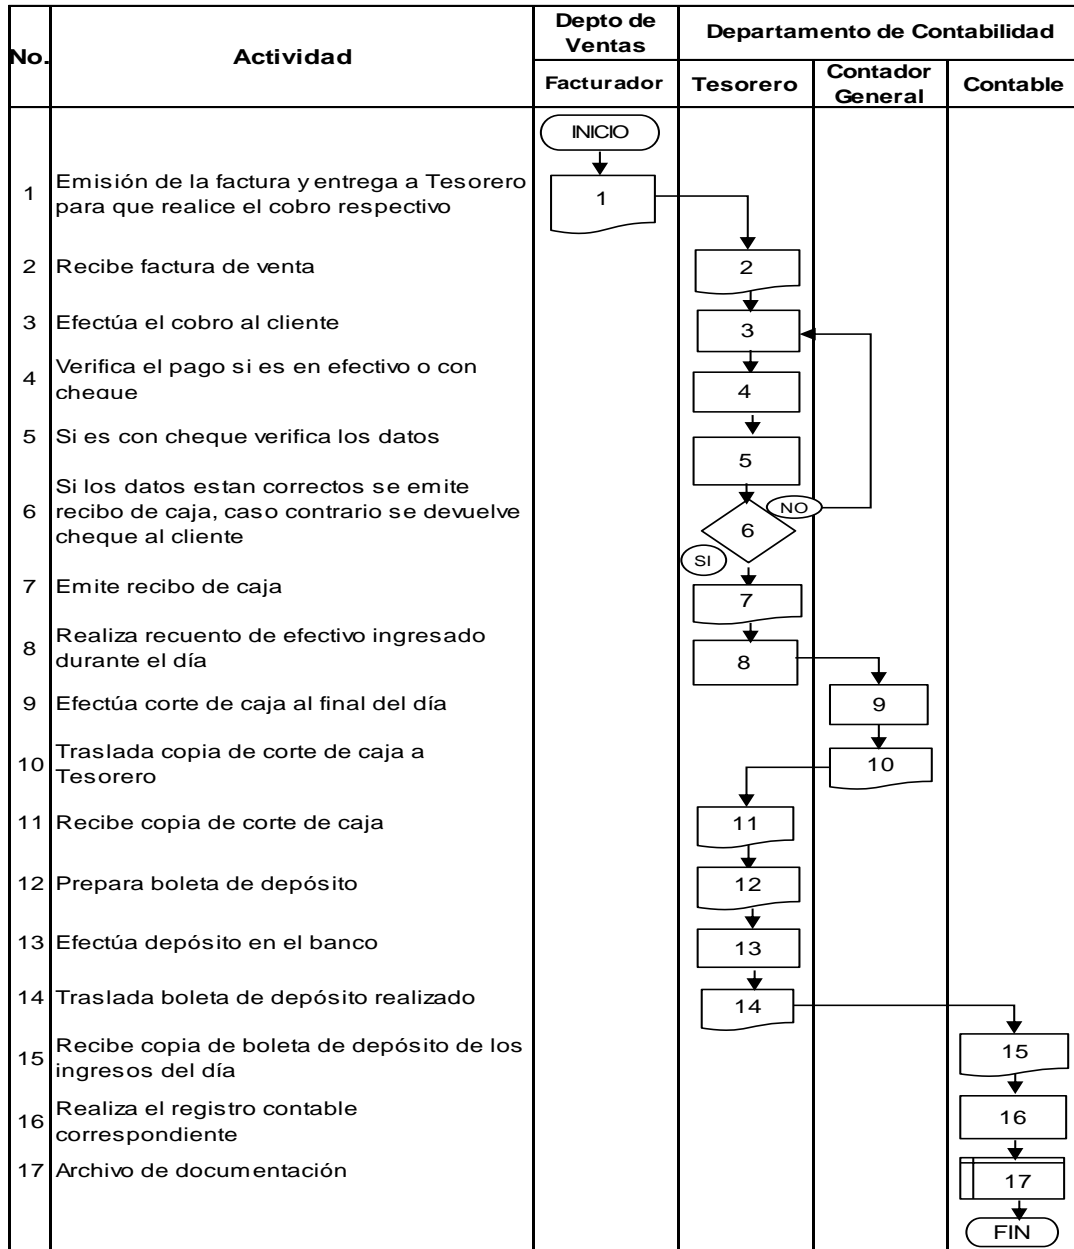 No.
Actividad
Depto de
Ventas
Departamento de Contabilidad
Facturador
Tesorero
Contador
General
Contable
INICIO
1
Emisión de la factura y entrega a Tesorero
para que realice el cobro respectivo
1
2
Recibe factura de venta
2
3
Efectúa el cobro al cliente
3
4
Verifica el pago si es en efectivo o con
cheque
4
5
Si es con cheque verifica los datos
5
6
Si los datos estan correctos se emite
recibo de caja, caso contrario se devuelve
cheque al cliente
NO
6
SI
7
Emite recibo de caja
7
8
Realiza recuento de efectivo ingresado
durante el día
8
9
Efectúa corte de caja al final del día
9
10
Traslada copia de corte de caja a
Tesorero
10
11
Recibe copia de corte de caja
11
12
Prepara boleta de depósito
12
13
Efectúa depósito en el banco
13
14
Traslada boleta de depósito realizado
14
15
Recibe copia de boleta de depósito de los
ingresos del día
15
16
Realiza el registro contable
correspondiente
16
17
Archivo de documentación
17
FIN